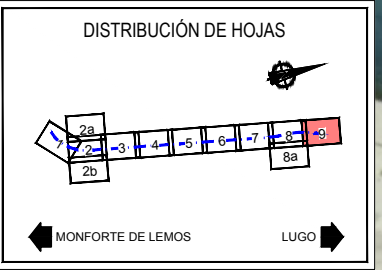 DISTRIBUCIÓN DE HOJAS
1
2a
2
2b
3
4
5
6
7
8
8a
9
MONFORTE DE LEMOS
LUGO